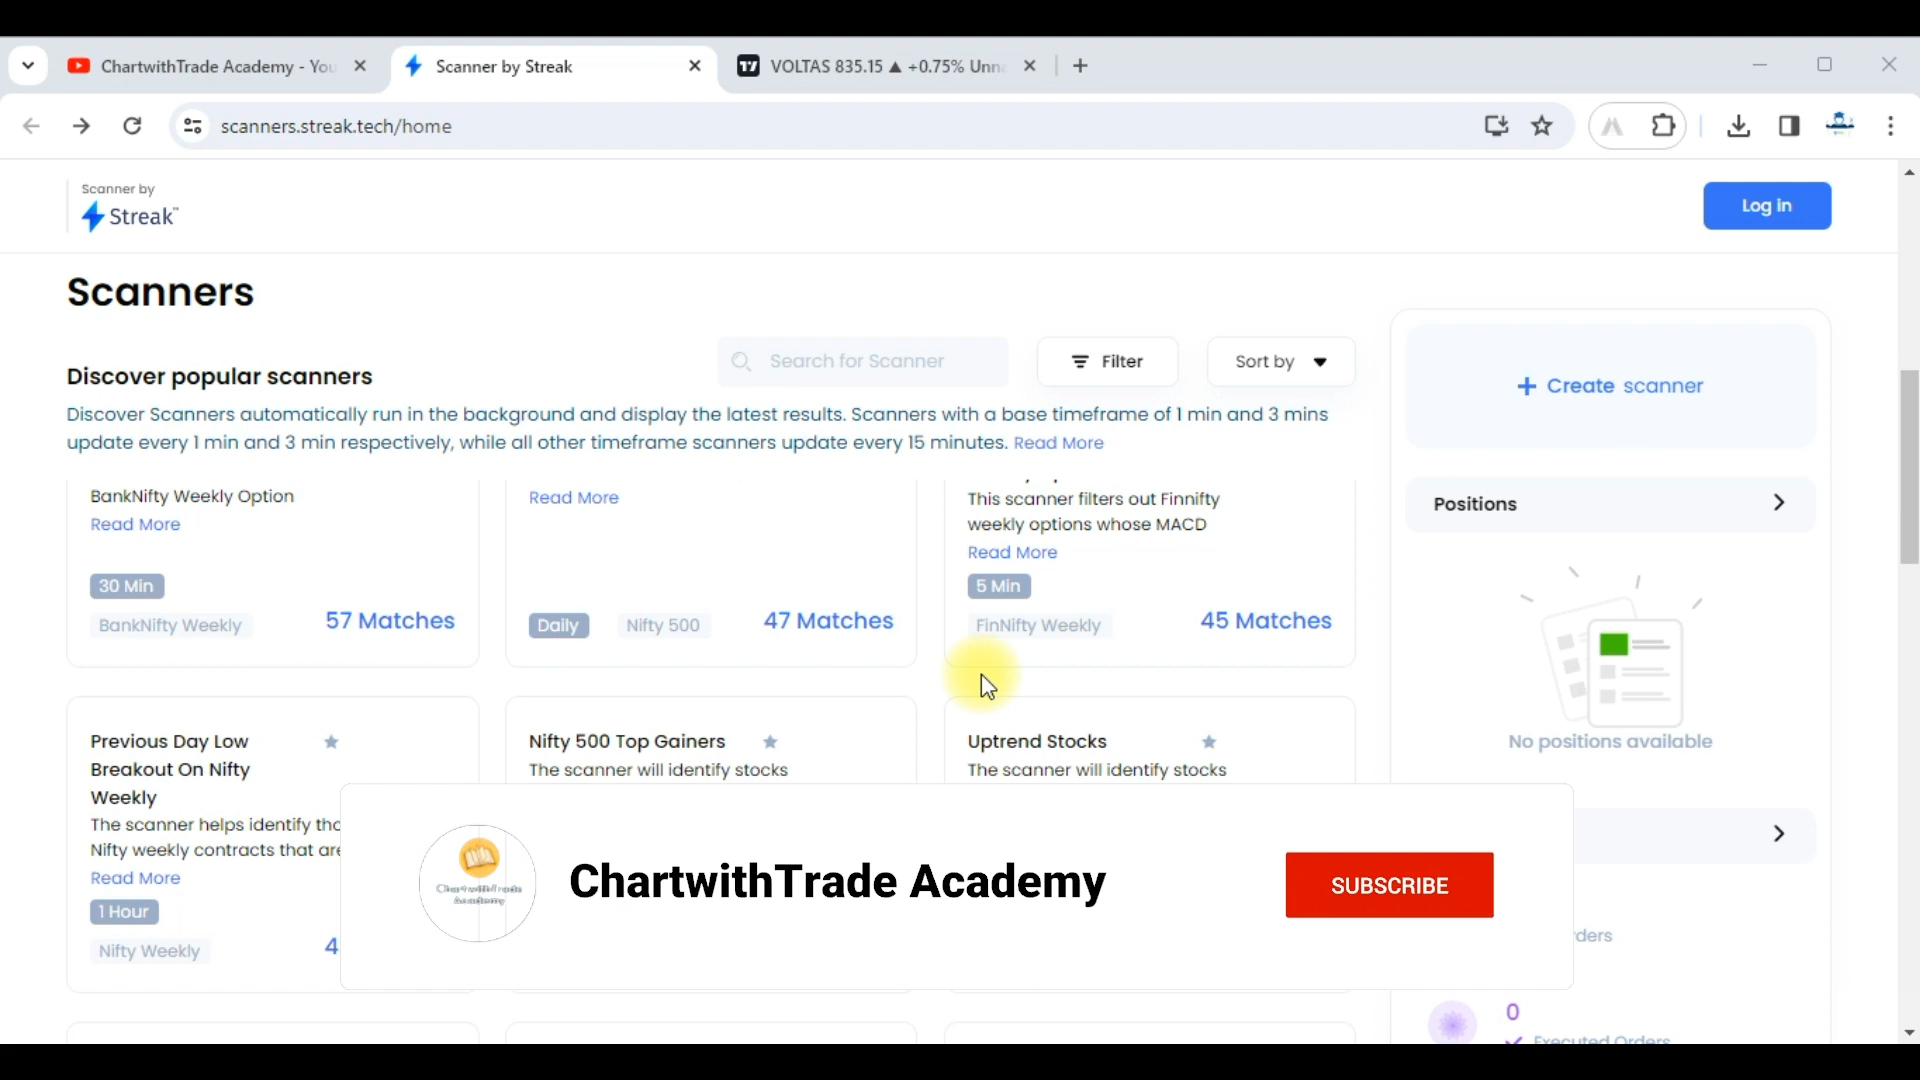 ChartwithTrade Academy - You
Scanner by Streak
VOLTAS 835.15 ▲ +0.75% Unn
scanners.streak.tech/home
Scanner by
Streak
Log in
Scanners
Search for Scanner
Filter
Sort by
Discover popular scanners
Discover Scanners automatically run in the background and display the latest results. Scanners with a base timeframe of 1 min and 3 mins
update every 1 min and 3 min respectively, while all other timeframe scanners update every 15 minutes. Read More
+ Create scanner
BankNifty Weekly Option
Read More
30 Min
BankNifty Weekly
57 Matches
Read More
Daily
Nifty 500
47 Matches
This scanner filters out Finnifty
weekly options whose MACD
Read More
5 Min
FinNifty Weekly
45 Matches
Positions
No positions available
Previous Day Low
Breakout On Nifty
Weekly
The scanner helps identify tho
Nifty weekly contracts that are
Read More
1 Hour
Nifty Weekly
4
Nifty 500 Top Gainers
The scanner will identify stocks
Uptrend Stocks
The scanner will identify stocks
ChartwithTrade
Academy
ChartwithTrade Academy
SUBSCRIBE
ders
0
Executed Orders